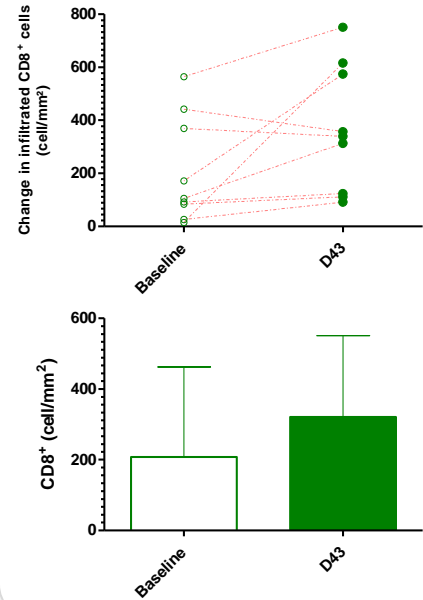 Change in infiltrated CD8⁺ cells
(cell/mm²)
800
600
400
200
0
Baseline
D43
CD8⁺ (cell/mm²)
600
400
200
0
Baseline
D43